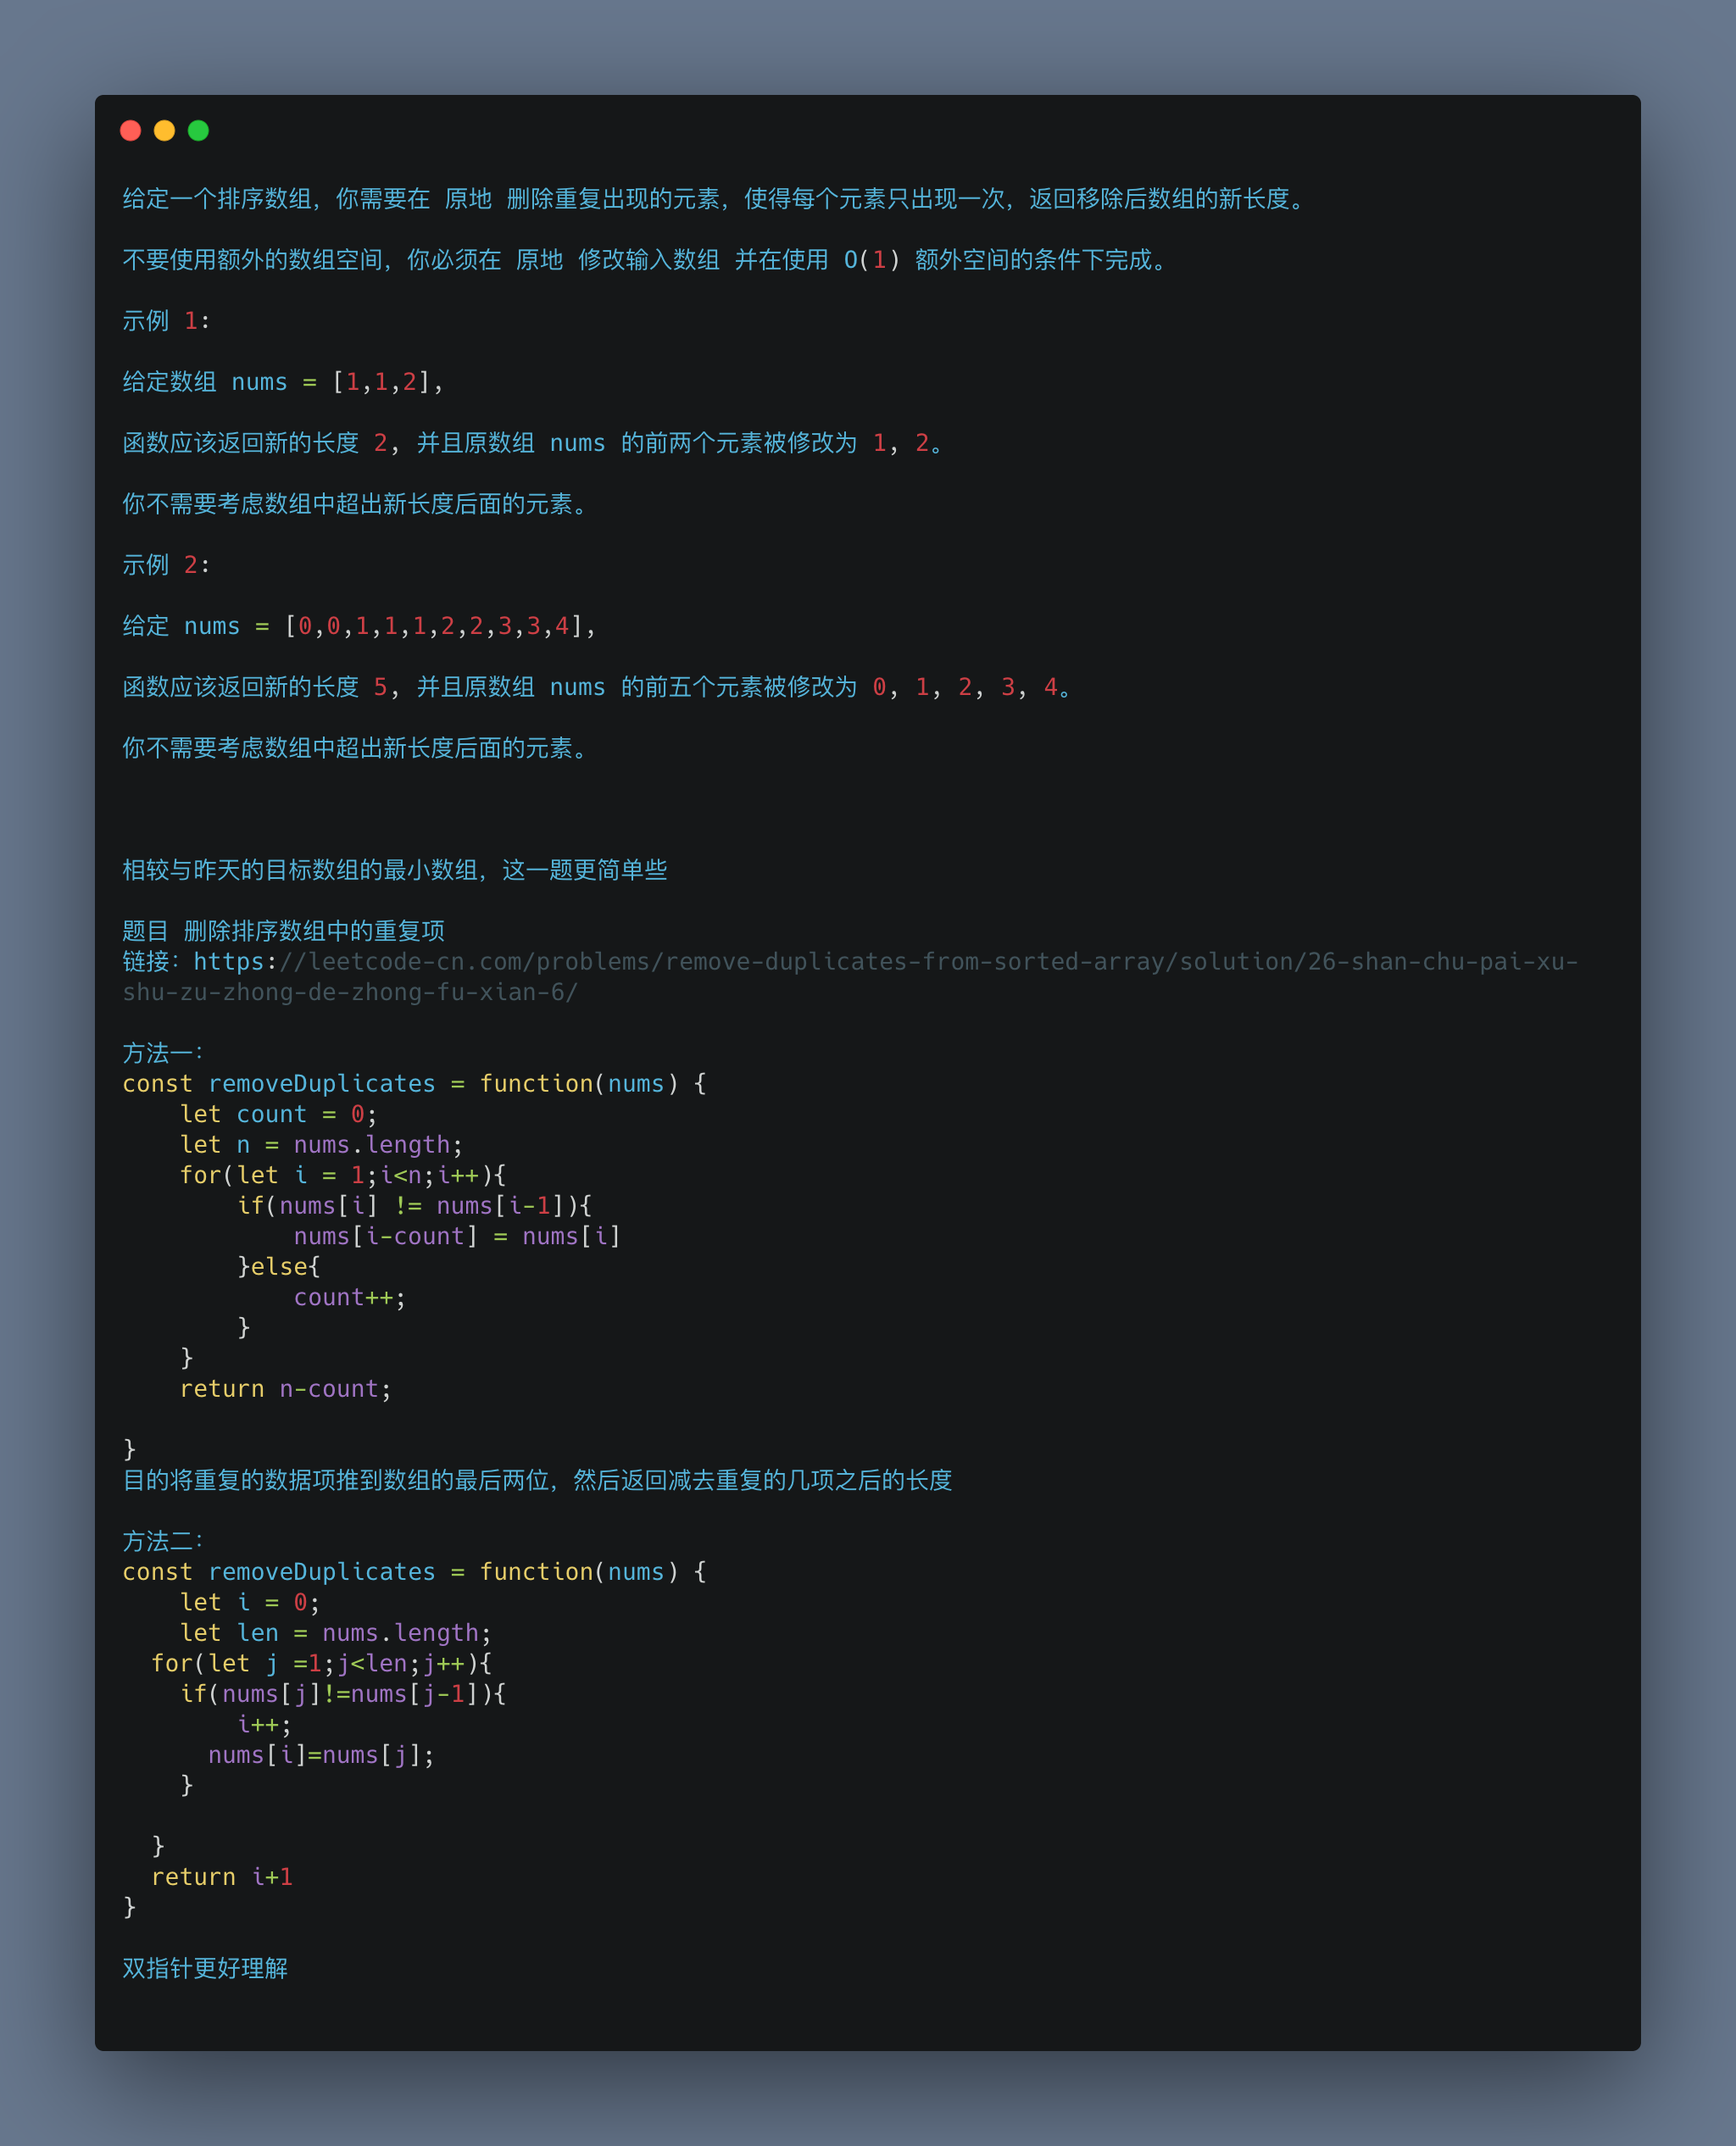 给定一个排序数组，你需要在 原地 删除重复出现的元素，使得每个元素只出现一次，返回移除后数组的新长度。
不要使用额外的数组空间，你必须在 原地 修改输入数组 并在使用 O(1) 额外空间的条件下完成。
示例 1:
给定数组 nums = [1,1,2],
函数应该返回新的长度 2, 并且原数组 nums 的前两个元素被修改为 1, 2。
你不需要考虑数组中超出新长度后面的元素。
示例 2:
给定 nums = [0,0,1,1,1,2,2,3,3,4],
函数应该返回新的长度 5, 并且原数组 nums 的前五个元素被修改为 0, 1, 2, 3, 4。
你不需要考虑数组中超出新长度后面的元素。
相较与昨天的目标数组的最小数组，这一题更简单些
题目 删除排序数组中的重复项
链接：https://leetcode-cn.com/problems/remove-duplicates-from-sorted-array/solution/26-shan-chu-pai-xu-
shu-zu-zhong-de-zhong-fu-xian-6/
方法一：
const removeDuplicates = function(nums) {
    let count = 0;
    let n = nums.length;
    for(let i = 1;i<n;i++){
        if(nums[i] != nums[i-1]){
            nums[i-count] = nums[i]
        }else{
            count++;
        }
    }
    return n-count;
}
目的将重复的数据项推到数组的最后两位，然后返回减去重复的几项之后的长度
方法二：
const removeDuplicates = function(nums) {
    let i = 0;
    let len = nums.length;
  for(let j =1;j<len;j++){
    if(nums[j]!=nums[j-1]){
        i++;
      nums[i]=nums[j];
    }
  }
  return i+1
}
双指针更好理解